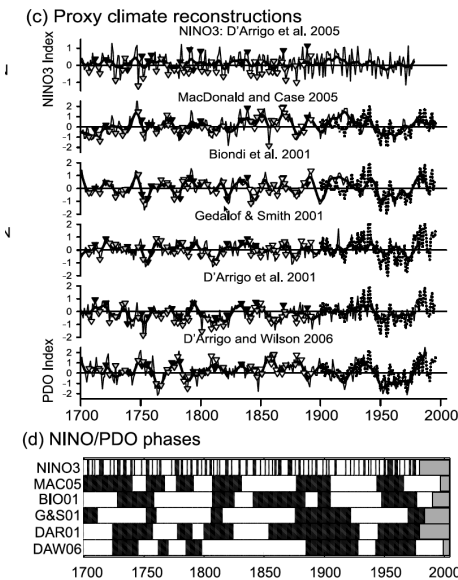 (c) Proxy climate reconstructions
NINO3: D'Arrigo et al. 2005
NINO3 Index
1
0
-1
MacDonald and Case 2005
2
1
0
-1
-2
Biondi et al. 2001
2
1
0
-1
-2
Gedalof & Smith 2001
2
1
0
-1
-2
D'Arrigo et al. 2001
2
1
0
-1
-2
D'Arrigo and Wilson 2006
PDO Index
2
1
0
-1
-2
1700 1750 1800 1850 1900 1950 2000
(d) NINO/PDO phases
NINO3
MAC05
BIO01
G&S01
DAR01
DAW06
1700 1750 1800 1850 1900 1950 2000